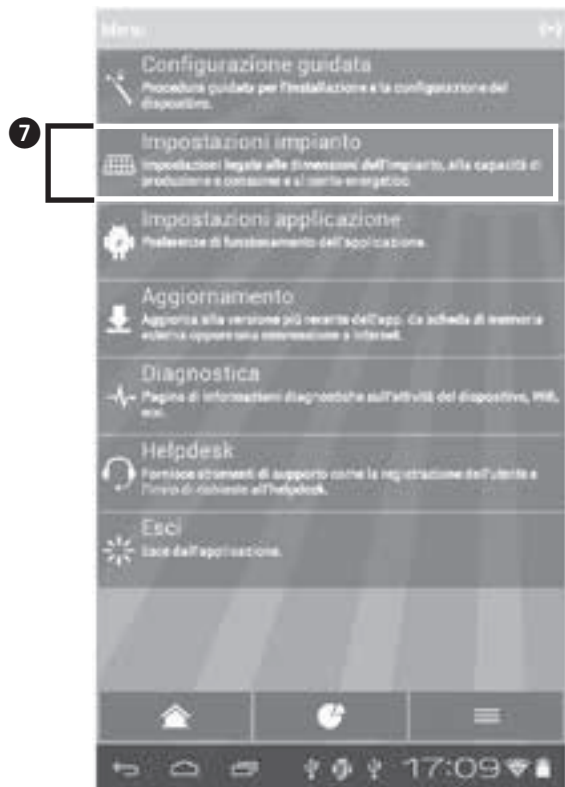 Menu
Configurazione guidata
Procedura guidata per l'installazione e la configurazione del
dispositivo.
7
Impostazioni impianto
Impostazioni legate alle dimensioni dell'impianto, alla capacità di
produzione e consumo e al conto energetico.
Impostazioni applicazione
Preferenze di funzionamento dell'applicazione.
Aggiornamento
Aggiorna alla versione più recente dell'app, da scheda di memoria
esterna oppure una connessione a internet.
Diagnostica
Pagina di informazioni diagnostiche sull'attività del dispositivo, Wifi,
ecc.
Helpdesk
Fornisce strumenti di supporto come la registrazione dell'utente e
l'invio di richieste all'helpdesk.
Esci
Esce dall'applicazione.
17:09